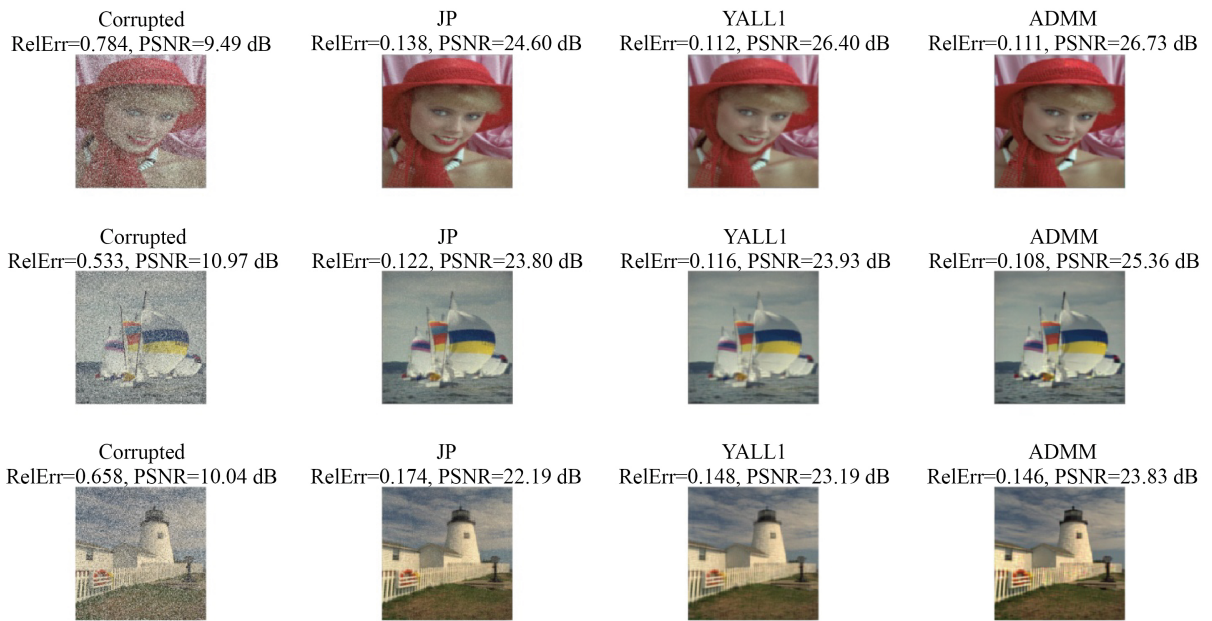 Corrupted
RelErr=0.784, PSNR=9.49 dB
JP
RelErr=0.138, PSNR=24.60 dB
YALL1
RelErr=0.112, PSNR=26.40 dB
ADMM
RelErr=0.111, PSNR=26.73 dB
Corrupted
RelErr=0.533, PSNR=10.97 dB
JP
RelErr=0.122, PSNR=23.80 dB
YALL1
RelErr=0.116, PSNR=23.93 dB
ADMM
RelErr=0.108, PSNR=25.36 dB
Corrupted
RelErr=0.658, PSNR=10.04 dB
JP
RelErr=0.174, PSNR=22.19 dB
YALL1
RelErr=0.148, PSNR=23.19 dB
ADMM
RelErr=0.146, PSNR=23.83 dB